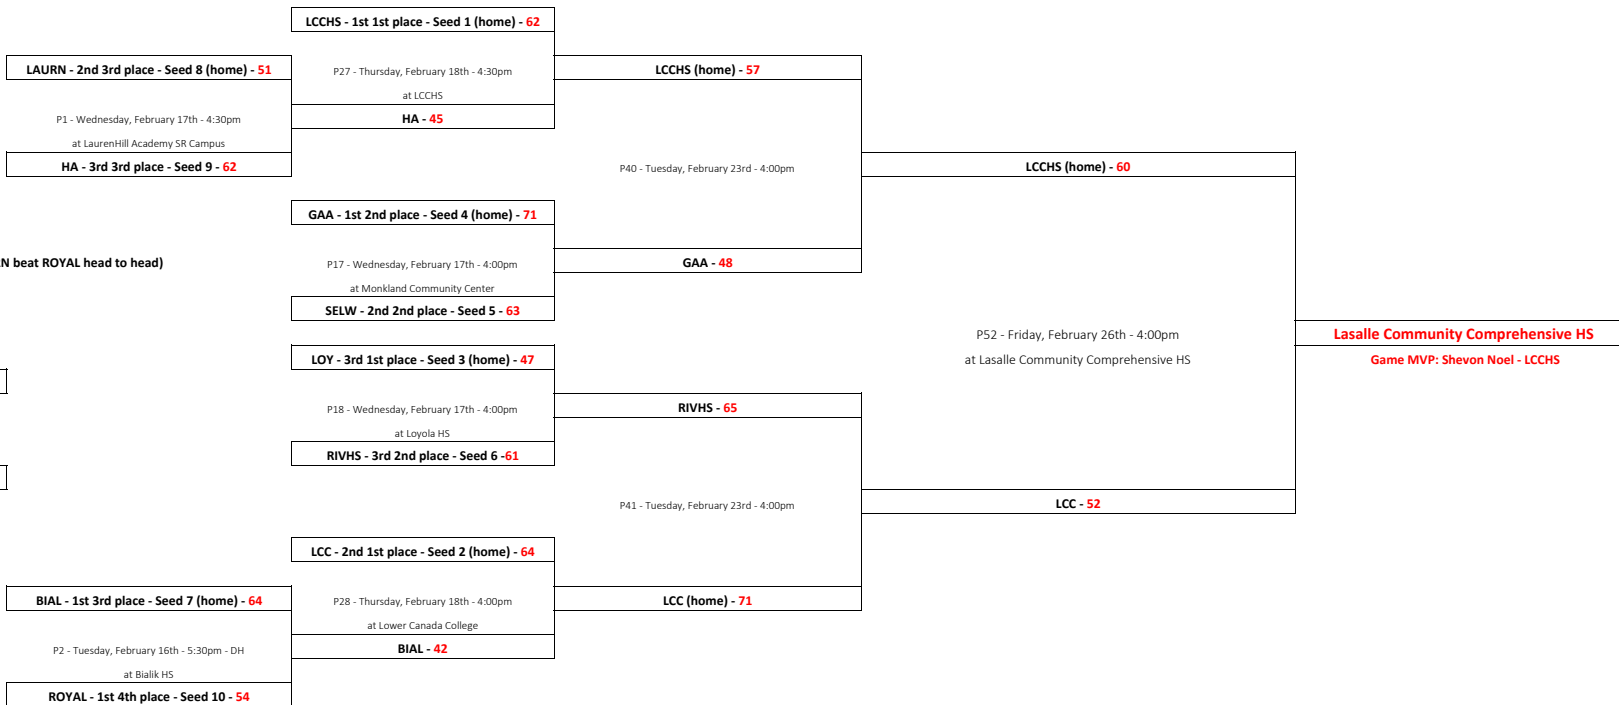 LCCHS - 1st 1st place - Seed 1 (home) - 62
LAURN - 2nd 3rd place - Seed 8 (home) - 51
P27 - Thursday, February 18th - 4:30pm
LCCHS (home) - 57
at LCCHS
P1 - Wednesday, February 17th - 4:30pm
HA - 45
at LaurenHill Academy SR Campus
HA - 3rd 3rd place - Seed 9 - 62
P40 - Tuesday, February 23rd - 4:00pm
LCCHS (home) - 60
GAA - 1st 2nd place - Seed 4 (home) - 71
N beat ROYAL head to head)
P17 - Wednesday, February 17th - 4:00pm
GAA - 48
at Monkland Community Center
SELW - 2nd 2nd place - Seed 5 - 63
P52 - Friday, February 26th - 4:00pm
Lasalle Community Comprehensive HS
LOY - 3rd 1st place - Seed 3 (home) - 47
at Lasalle Community Comprehensive HS
Game MVP: Shevon Noel - LCCHS
P18 - Wednesday, February 17th - 4:00pm
RIVHS - 65
at Loyola HS
RIVHS - 3rd 2nd place - Seed 6 -61
P41 - Tuesday, February 23rd - 4:00pm
LCC - 52
LCC - 2nd 1st place - Seed 2 (home) - 64
BIAL - 1st 3rd place - Seed 7 (home) - 64
P28 - Thursday, February 18th - 4:00pm
LCC (home) - 71
at Lower Canada College
P2 - Tuesday, February 16th - 5:30pm - DH
BIAL - 42
at Bialik HS
ROYAL - 1st 4th place - Seed 10 - 54